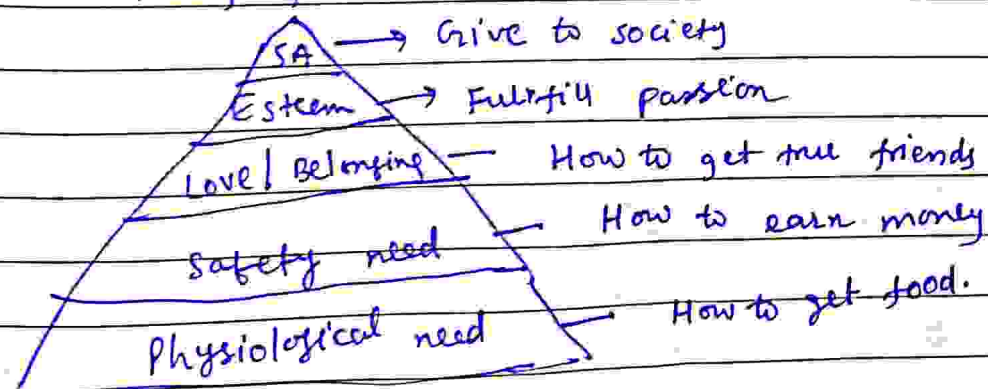 SA → Give to society
Esteem → Fulifill passion
Love/Belonging - How to get true friends
Safety need - How to earn money
Physiological need - How to get food.